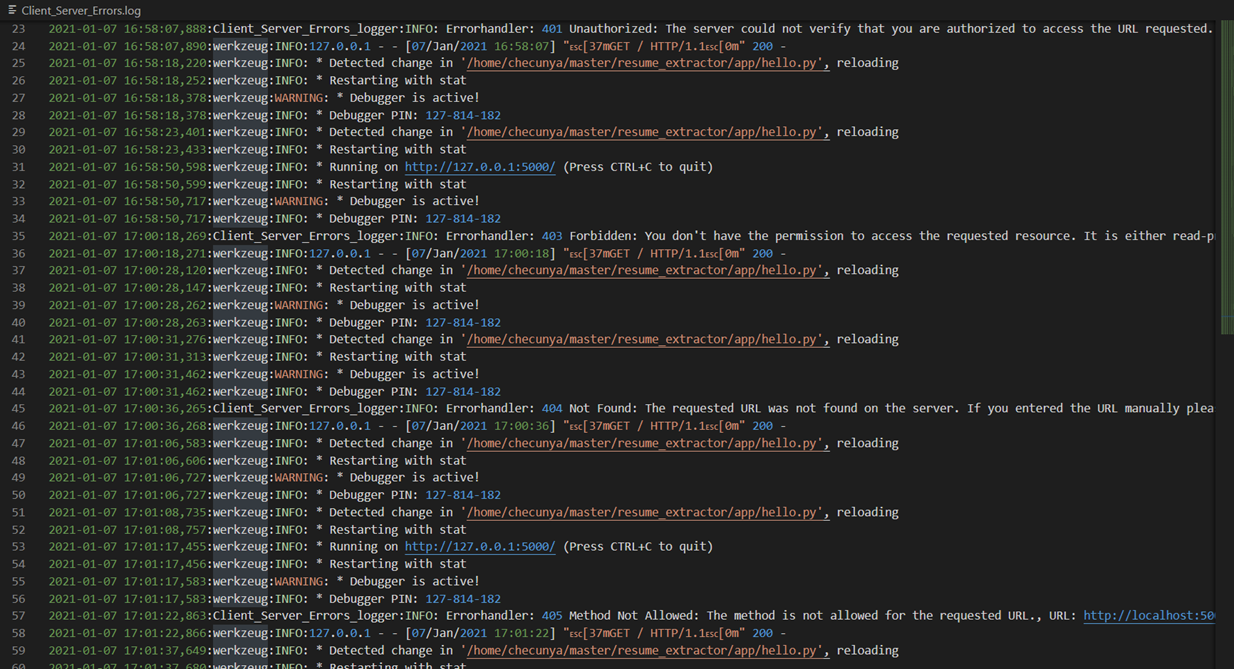 Client_Server_Errors.log
23 2021-01-07 16:58:07,888:Client_Server_Errors_logger:INFO: Errorhandler: 401 Unauthorized: The server could not verify that you are authorized to access the URL requested.
24 2021-01-07 16:58:07,890:werkzeug:INFO:127.0.0.1 - - [07/Jan/2021 16:58:07] "ESC[37mGET / HTTP/1.1ESC[0m" 200 -
25 2021-01-07 16:58:18,220:werkzeug:INFO: * Detected change in '/home/checunya/master/resume_extractor/app/hello.py', reloading
26 2021-01-07 16:58:18,252:werkzeug:INFO: * Restarting with stat
27 2021-01-07 16:58:18,378:werkzeug:WARNING: * Debugger is active!
28 2021-01-07 16:58:18,378:werkzeug:INFO: * Debugger PIN: 127-814-182
29 2021-01-07 16:58:23,401:werkzeug:INFO: * Detected change in '/home/checunya/master/resume_extractor/app/hello.py', reloading
30 2021-01-07 16:58:23,433:werkzeug:INFO: * Restarting with stat
31 2021-01-07 16:58:50,598:werkzeug:INFO: * Running on http://127.0.0.1:5000/ (Press CTRL+C to quit)
32 2021-01-07 16:58:50,599:werkzeug:INFO: * Restarting with stat
33 2021-01-07 16:58:50,717:werkzeug:WARNING: * Debugger is active!
34 2021-01-07 16:58:50,717:werkzeug:INFO: * Debugger PIN: 127-814-182
35 2021-01-07 17:00:18,269:Client_Server_Errors_logger:INFO: Errorhandler: 403 Forbidden: You don't have the permission to access the requested resource. It is either read-p
36 2021-01-07 17:00:18,271:werkzeug:INFO:127.0.0.1 - - [07/Jan/2021 17:00:18] "ESC[37mGET / HTTP/1.1ESC[0m" 200 -
37 2021-01-07 17:00:28,120:werkzeug:INFO: * Detected change in '/home/checunya/master/resume_extractor/app/hello.py', reloading
38 2021-01-07 17:00:28,147:werkzeug:INFO: * Restarting with stat
39 2021-01-07 17:00:28,262:werkzeug:WARNING: * Debugger is active!
40 2021-01-07 17:00:28,263:werkzeug:INFO: * Debugger PIN: 127-814-182
41 2021-01-07 17:00:31,276:werkzeug:INFO: * Detected change in '/home/checunya/master/resume_extractor/app/hello.py', reloading
42 2021-01-07 17:00:31,313:werkzeug:INFO: * Restarting with stat
43 2021-01-07 17:00:31,462:werkzeug:WARNING: * Debugger is active!
44 2021-01-07 17:00:31,462:werkzeug:INFO: * Debugger PIN: 127-814-182
45 2021-01-07 17:00:36,265:Client_Server_Errors_logger:INFO: Errorhandler: 404 Not Found: The requested URL was not found on the server. If you entered the URL manually plea
46 2021-01-07 17:00:36,268:werkzeug:INFO:127.0.0.1 - - [07/Jan/2021 17:00:36] "ESC[37mGET / HTTP/1.1ESC[0m" 200 -
47 2021-01-07 17:01:06,583:werkzeug:INFO: * Detected change in '/home/checunya/master/resume_extractor/app/hello.py', reloading
48 2021-01-07 17:01:06,606:werkzeug:INFO: * Restarting with stat
49 2021-01-07 17:01:06,727:werkzeug:WARNING: * Debugger is active!
50 2021-01-07 17:01:06,727:werkzeug:INFO: * Debugger PIN: 127-814-182
51 2021-01-07 17:01:08,735:werkzeug:INFO: * Detected change in '/home/checunya/master/resume_extractor/app/hello.py', reloading
52 2021-01-07 17:01:08,757:werkzeug:INFO: * Restarting with stat
53 2021-01-07 17:01:17,455:werkzeug:INFO: * Running on http://127.0.0.1:5000/ (Press CTRL+C to quit)
54 2021-01-07 17:01:17,456:werkzeug:INFO: * Restarting with stat
55 2021-01-07 17:01:17,583:werkzeug:WARNING: * Debugger is active!
56 2021-01-07 17:01:17,583:werkzeug:INFO: * Debugger PIN: 127-814-182
57 2021-01-07 17:01:22,863:Client_Server_Errors_logger:INFO: Errorhandler: 405 Method Not Allowed: The method is not allowed for the requested URL., URL: http://localhost:50
58 2021-01-07 17:01:22,866:werkzeug:INFO:127.0.0.1 - - [07/Jan/2021 17:01:22] "ESC[37mGET / HTTP/1.1ESC[0m" 200 -
59 2021-01-07 17:01:37,649:werkzeug:INFO: * Detected change in '/home/checunya/master/resume_extractor/app/hello.py', reloading
60 2021-01-07 17:01:37,680:werkzeug:INFO: * Restarting with stat